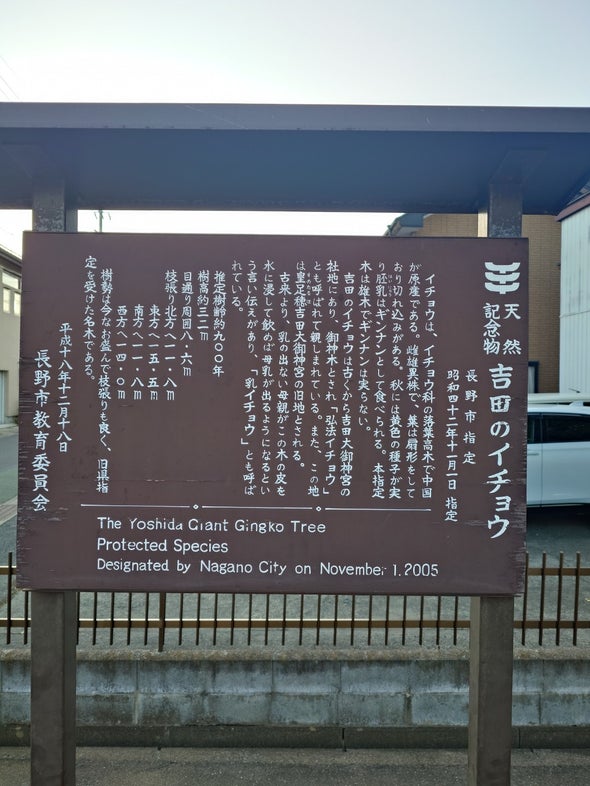 天然
記念物
吉田のイチョウ
長野市指定
昭和四十二年十一月一日 指定
イチョウは、イチョウ科の落葉高木で中国
が原産である。雌雄異株で、葉は扇形をして
おり切れ込みがある。秋には黄色の種子が実
り胚乳はギンナンとして食べられる。本指定
木は雄木でギンナンは実らない。
吉田のイチョウは古くから吉田大御神宮の
社地にあり、御神木とされ「弘法イチョウ」
とも呼ばれて親しまれている。また、この地
は皇足穂吉田大御神宮の旧地とされる。
古来より、乳の出ない母親がこの木の皮を
水に浸して飲めば母乳が出るようになるとい
う言い伝えがあり、「乳イチョウ」とも呼ば
れている。
推定樹齢約九〇〇年
樹高約三二m
目通り周囲八・六m
枝張り北方へ一一・八m
東方へ一五・五m
南方へ一一・八m
西方へ一四・〇m
樹勢は今なお盛んで枝張りも良く、旧県指
定を受けた名木である。
平成十八年十二月十八日
長野市教育委員会
The Yoshida Giant Gingko Tree
Protected Species
Designated by Nagano City on November 1.2005